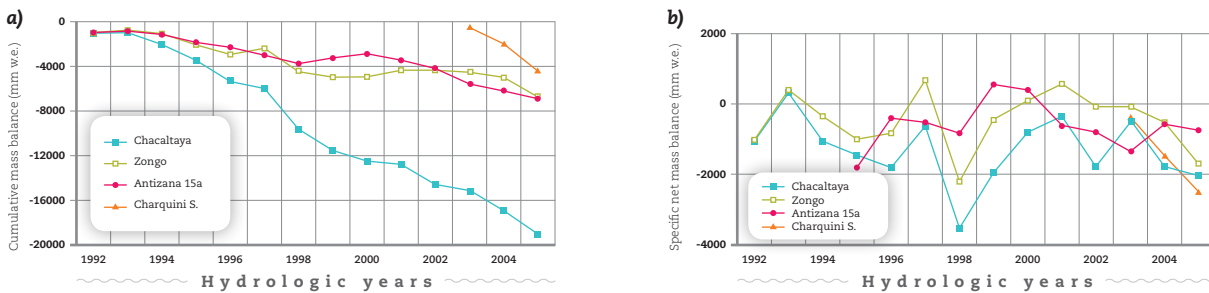 a)
Cumulative mass balance (mm w.e.)
0
-4000
-8000
-12000
-16000
-20000
Chacaltaya
Zongo
Antizana 15a
Charquini S.
1992 1994 1996 1998 2000 2002 2004
Hydrologic years
b)
Specific net mass balance (mm w.e.)
2000
0
-2000
-4000
Chacaltaya
Zongo
Antizana 15a
Charquini S.
1992 1994 1996 1998 2000 2002 2004
Hydrologic years